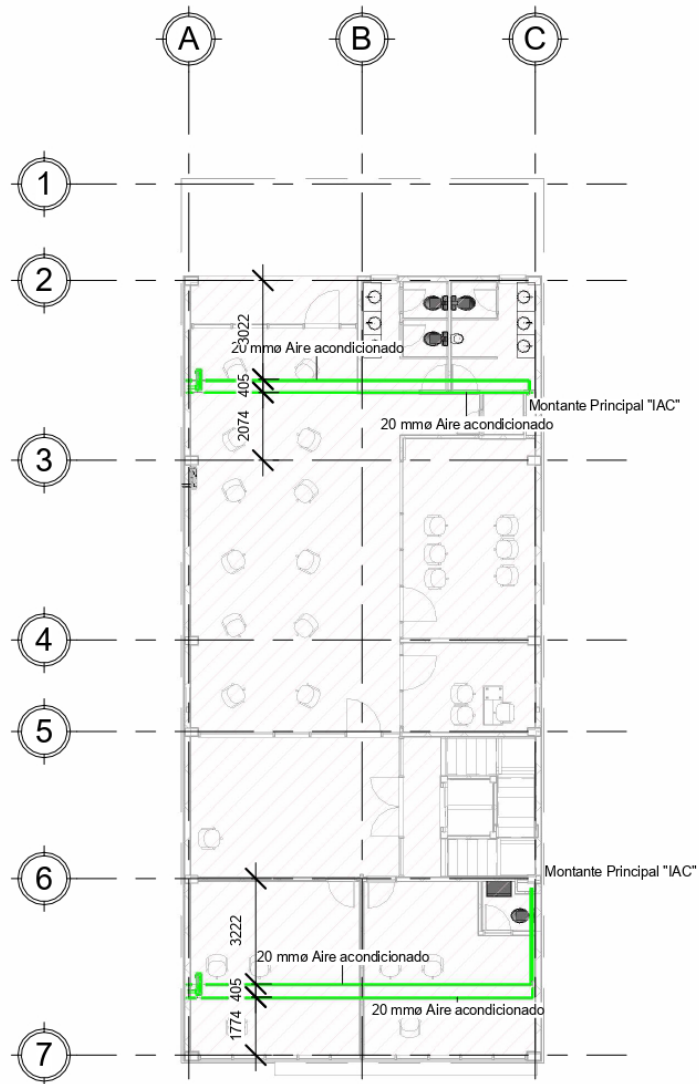 A
B
C
1
2
3022
20 mmø Aire acondicionado
405
Montante Principal "IAC"
20 mmø Aire acondicionado
2074
3
4
5
6
Montante Principal "IAC"
3222
20 mmø Aire acondicionado
405
20 mmø Aire acondicionado
1774
7